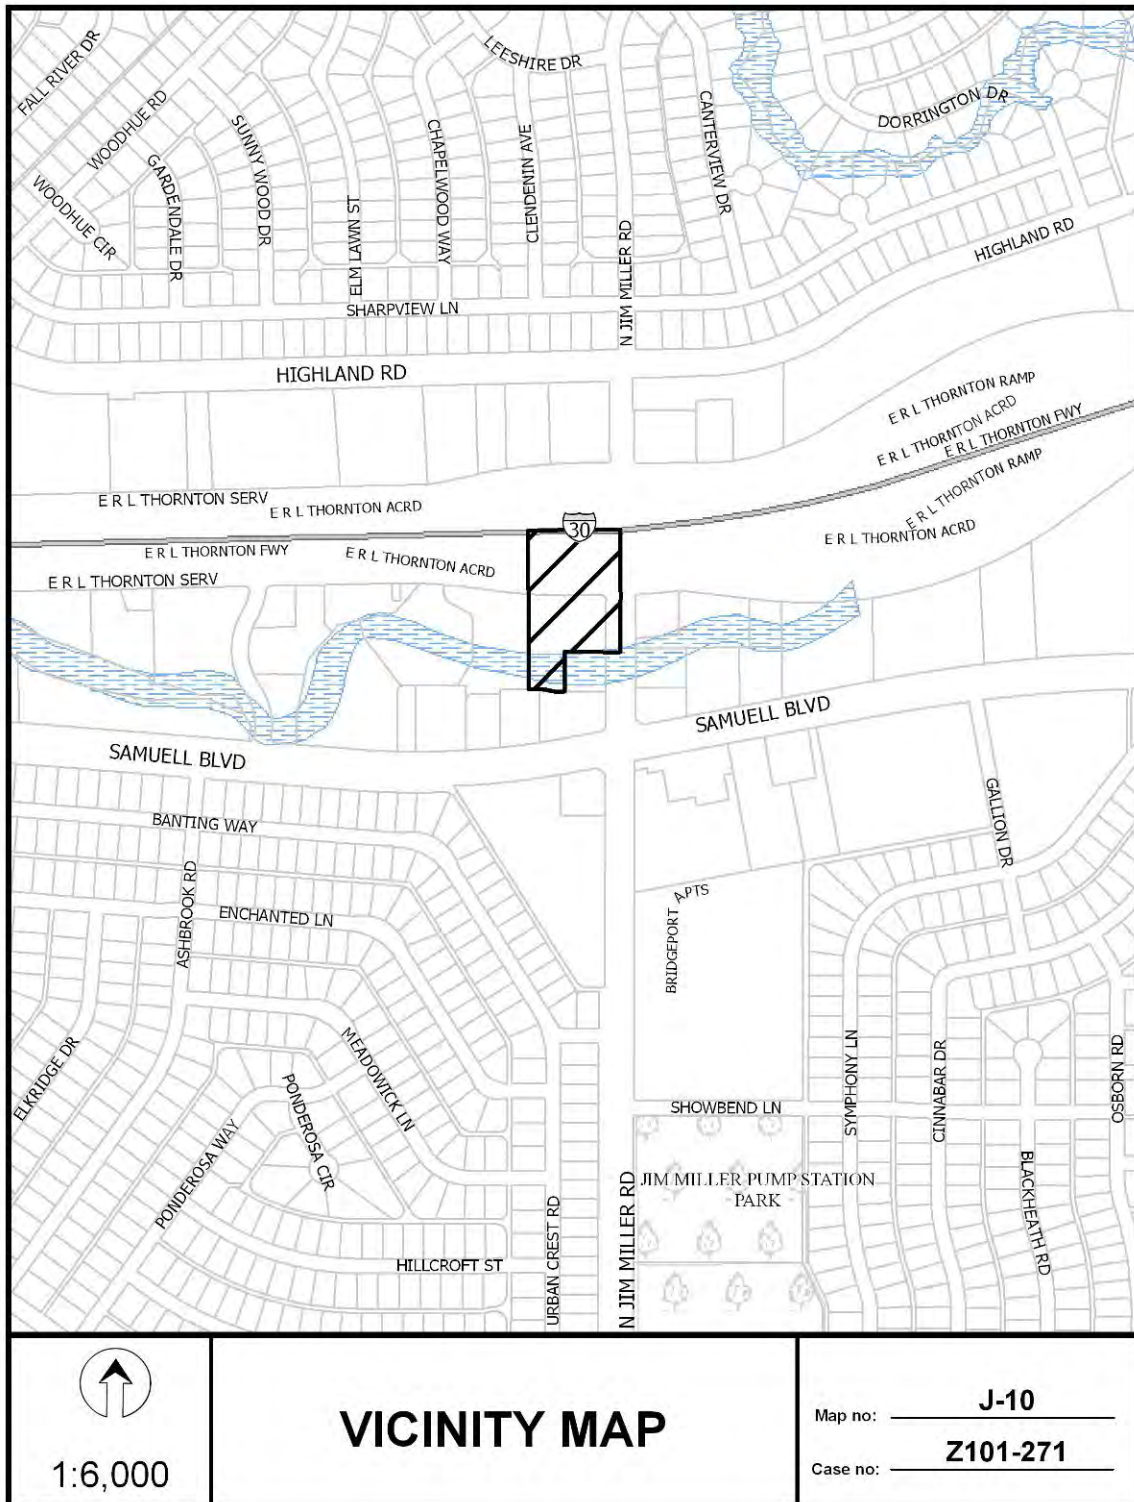 LEESHIRE DR
FALL RIVER DR
WOODHUE RD
SUNNY WOOD DR
CHAPELWOOD WAY
CLENDENIN AVE
CANTERVIEW DR
DORRINGTON DR
WOODHUE CIR
GARDENDALE DR
ELM LAWN ST
N JIM MILLER RD
HIGHLAND RD
SHARPVIEW LN
HIGHLAND RD
E R L THORNTON RAMP
E R L THORNTON ACRD
E R L THORNTON FWY
E R L THORNTON RAMP
E R L THORNTON SERV
E R L THORNTON ACRD
30
E R L THORNTON ACRD
E R L THORNTON FWY
E R L THORNTON ACRD
E R L THORNTON SERV
SAMUELL BLVD
SAMUELL BLVD
BANTING WAY
GALLION DR
ASHBROOK RD
ENCHANTED LN
BRIDGEPORT
APTS
ELKRIDGE DR
MEADOWICK LN
PONDEROSA CIR
PONDEROSA WAY
SYMPHONY LN
CINNABAR DR
OSBORN RD
SHOWBEND LN
BLACKHEATH RD
JIM MILLER PUMP STATION
PARK
URBAN CREST RD
N JIM MILLER RD
HILLCROFT ST
1:6,000
VICINITY MAP
Map no: J-10
Case no: Z101-271